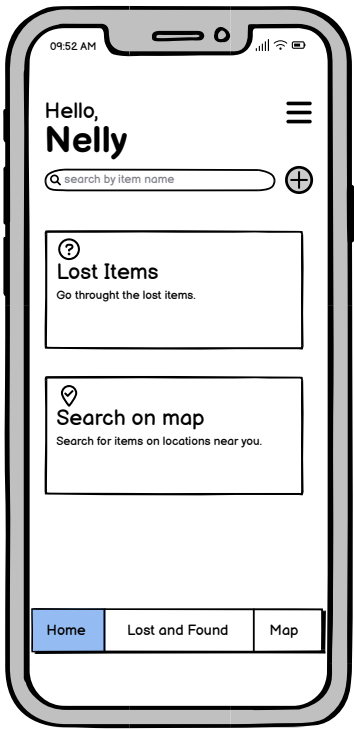 09:52 AM
Hello,
Nelly
search by item name
?
Lost Items
Go throught the lost items.
Search on map
Search for items on locations near you.
Home Lost and Found Map